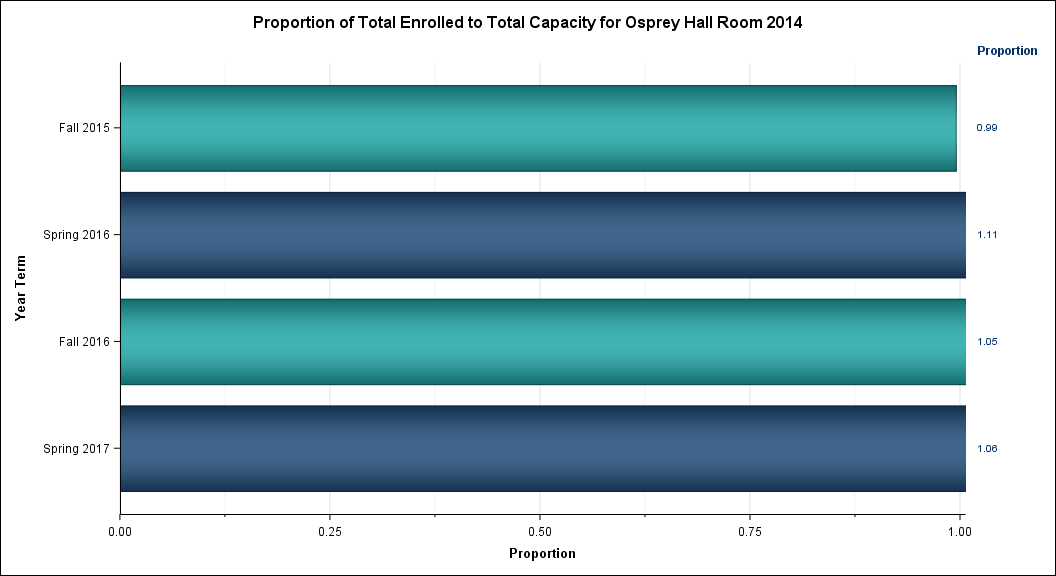 Proportion of Total Enrolled to Total Capacity for Osprey Hall Room 2014
Proportion
Fall 2015
0.99
Spring 2016
1.11
Year Term
Fall 2016
1.05
Spring 2017
1.06
0.00 0.25 0.50 0.75 1.00
Proportion